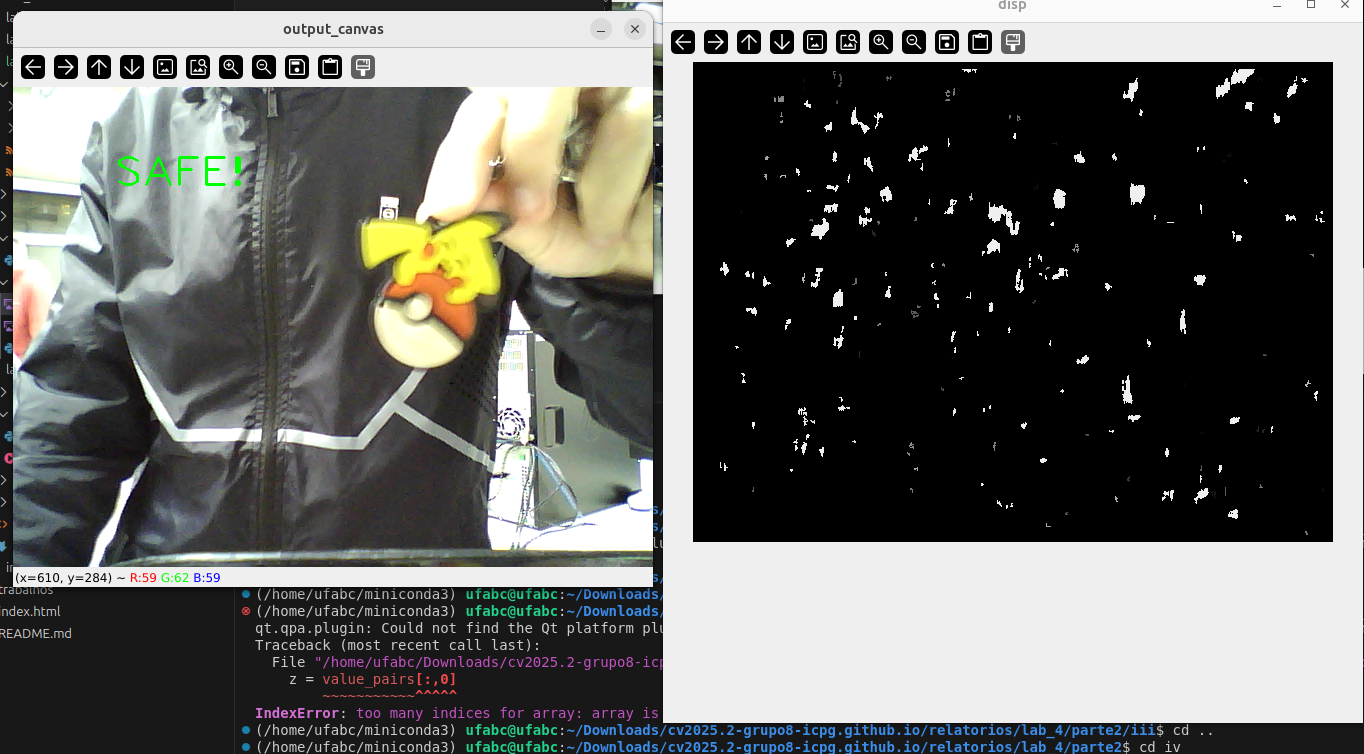 disp
output_canvas
SAFE!
(x=610, y=284) ~ R:59 G:62 B:59
trabalhos
index.html
README.md
(/home/ufabc/miniconda3) ufabc@ufabc:~/Downloads/
(/home/ufabc/miniconda3) ufabc@ufabc:~/Downloads/
qt.qpa.plugin: Could not find the Qt platform plu
Traceback (most recent call last):
File "/home/ufabc/Downloads/cv2025.2-grupo8-icp
z = value_pairs[:,0]
~~~~~~~~~~~^^^^^
IndexError: too many indices for array: array is
(/home/ufabc/miniconda3) ufabc@ufabc:~/Downloads/cv2025.2-grupo8-icpg.github.io/relatorios/lab_4/parte2/iii$ cd ..
(/home/ufabc/miniconda3) ufabc@ufabc:~/Downloads/cv2025.2-grupo8-icpg.github.io/relatorios/lab_4/parte2$ cd iv